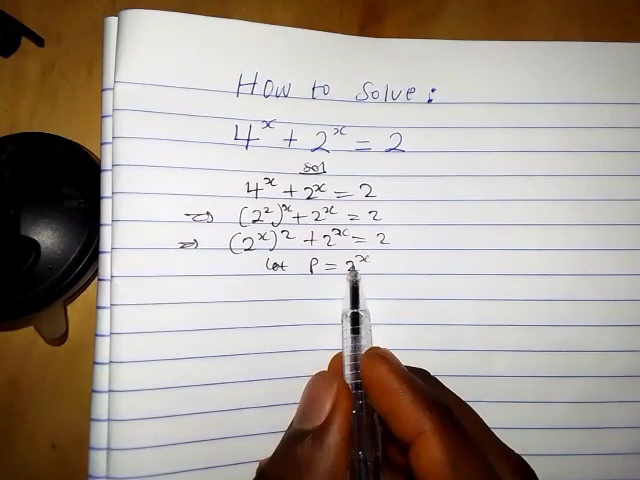 How to Solve:
4^x + 2^x = 2
sol
4^x + 2^x = 2
=> (2^2)^x + 2^x = 2
=> (2^x)^2 + 2^x = 2
let P = 2^x